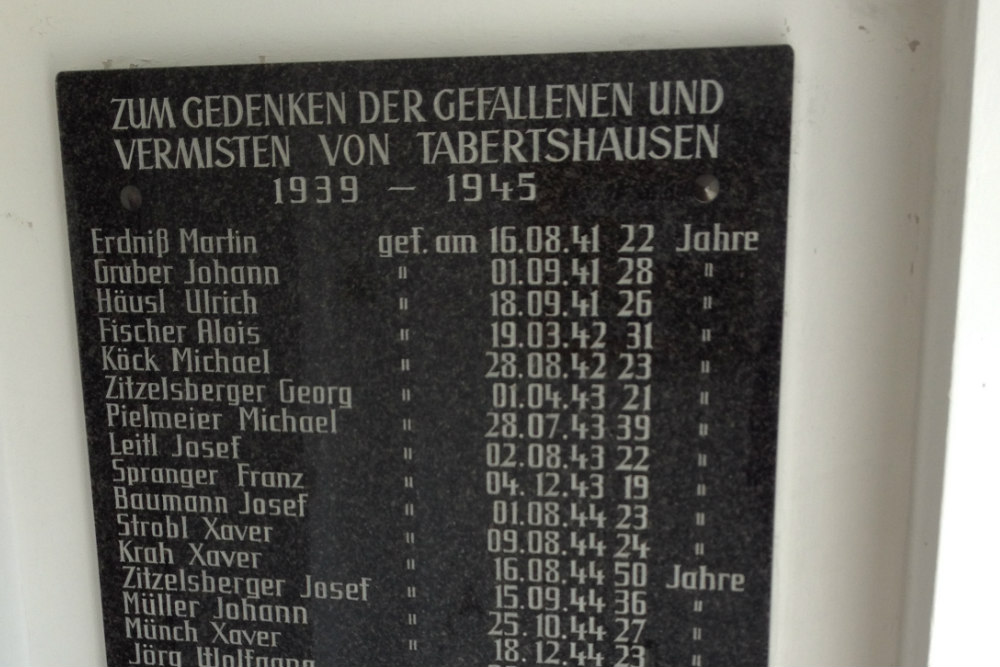 ZUM GEDENKEN DER GEFALLENEN UND
VERMISTEN VON TABERTSHAUSEN
1939 – 1945
Erdniß Martin gef. am 16.08.41 22 Jahre
Gruber Johann " 01.09.41 28 "
Häusl Ulrich " 18.09.41 26 "
Fischer Alois " 19.03.42 31 "
Köck Michael " 28.08.42 23 "
Zitzelsberger Georg " 01.04.43 21 "
Pielmeier Michael " 28.07.43 39 "
Leitl Josef " 02.08.43 22 "
Spranger Franz " 04.12.43 19 "
Baumann Josef " 01.08.44 23 "
Strobl Xaver " 09.08.44 24 "
Krah Xaver " 16.08.44 50 Jahre
Zitzelsberger Josef " 15.09.44 36 "
Müller Johann " 25.10.44 27 "
Münch Xaver " 18.12.44 23 "
Jörg Wolfgang